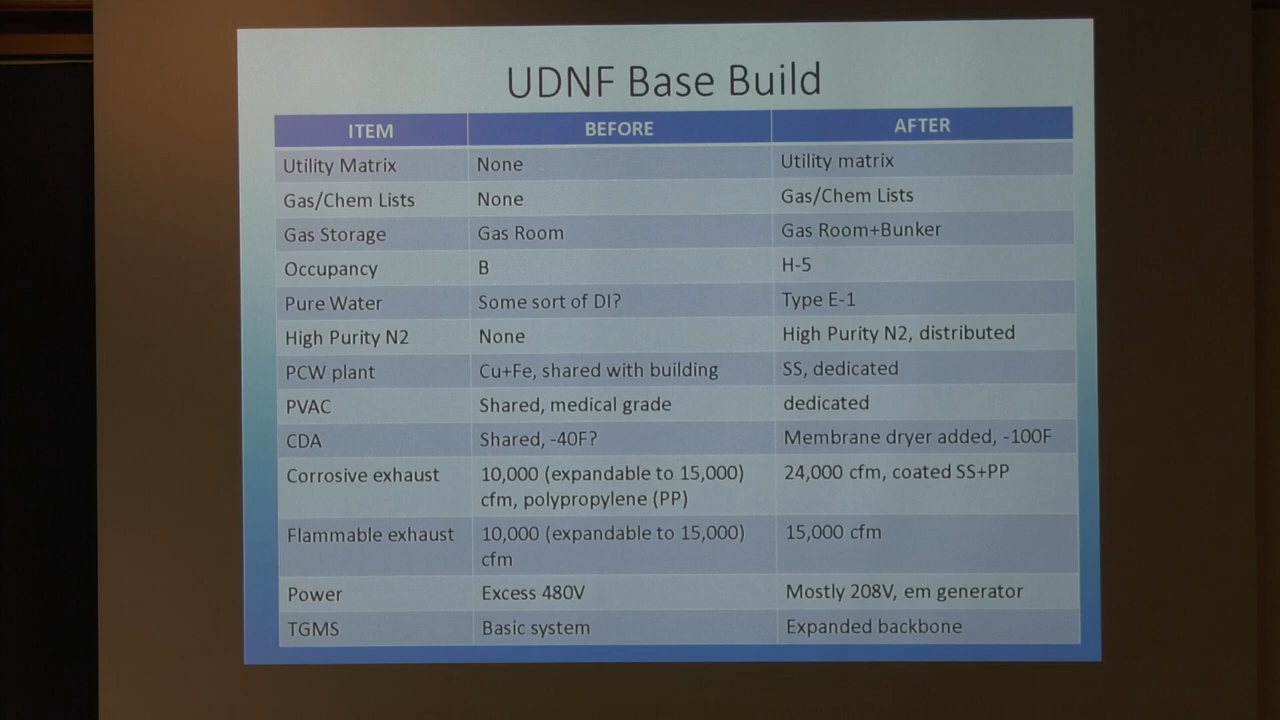 UDNF Base Build
ITEM BEFORE AFTER
Utility Matrix None Utility matrix
Gas/Chem Lists None Gas/Chem Lists
Gas Storage Gas Room Gas Room+Bunker
Occupancy B H-5
Pure Water Some sort of DI? Type E-1
High Purity N2 None High Purity N2, distributed
PCW plant Cu+Fe, shared with building SS, dedicated
PVAC Shared, medical grade dedicated
CDA Shared, -40F? Membrane dryer added, -100F
Corrosive exhaust 10,000 (expandable to 15,000) 24,000 cfm, coated SS+PP
cfm, polypropylene (PP)
Flammable exhaust 10,000 (expandable to 15,000) 15,000 cfm
cfm
Power Excess 480V Mostly 208V, em generator
TGMS Basic system Expanded backbone